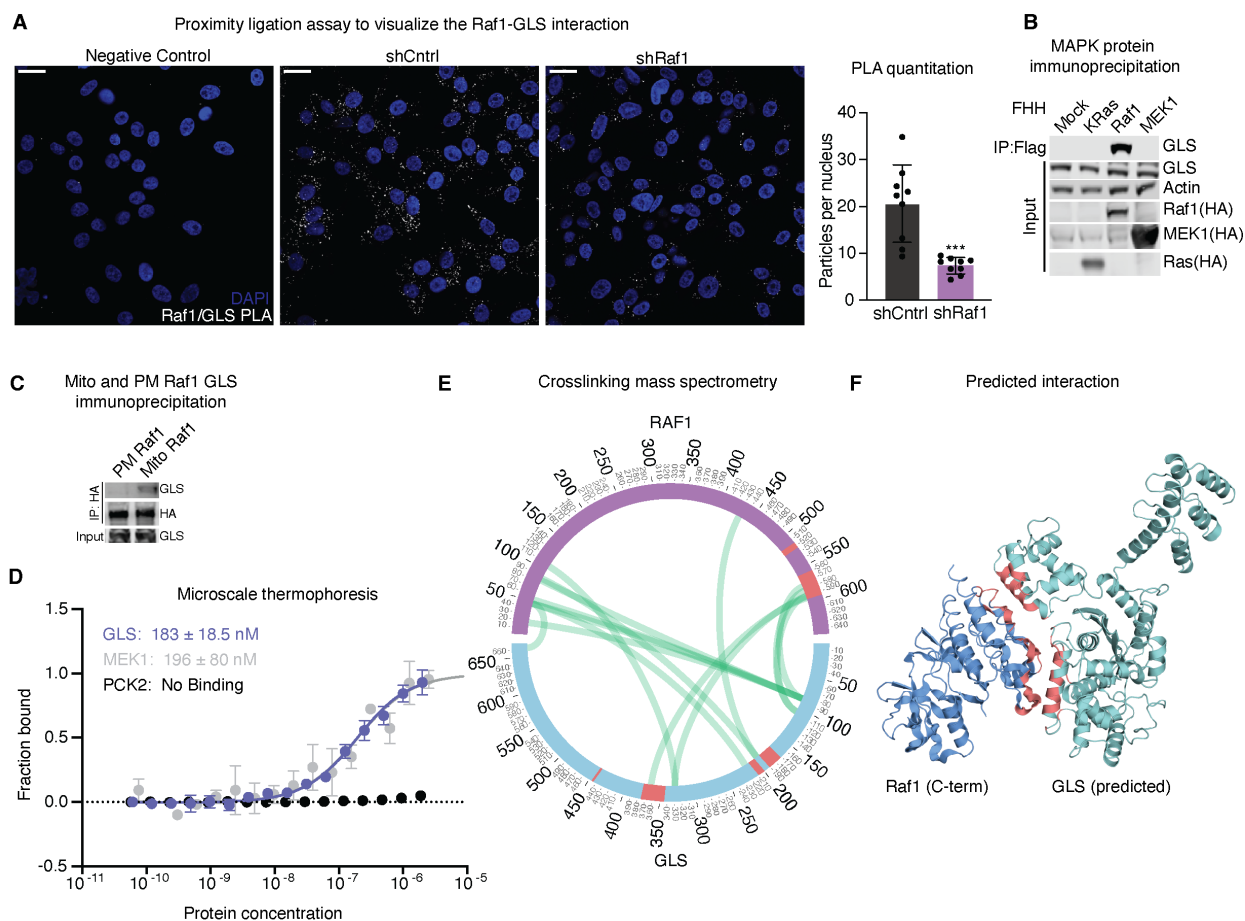 A
Proximity ligation assay to visualize the Raf1-GLS interaction
Negative Control
shCntrl
shRaf1
DAPI
Raf1/GLS PLA
PLA quantitation
Particles per nucleus
40
30
20
10
0
***
shCntrl shRaf1
B
MAPK protein
immunoprecipitation
FHH
Mock
KRas
Raf1
MEK1
IP:Flag
GLS
Input
GLS
Actin
Raf1(HA)
MEK1(HA)
Ras(HA)
C
Mito and PM Raf1 GLS
immunoprecipitation
PM Raf1
Mito Raf1
IP: HA
GLS
HA
Input
GLS
D
Microscale thermophoresis
GLS: 183 ± 18.5 nM
MEK1: 196 ± 80 nM
PCK2: No Binding
Fraction bound
1.5
1.0
0.5
0.0
-0.5
10-11
10-10
10-9
10-8
10-7
10-6
10-5
Protein concentration
E
Crosslinking mass spectrometry
RAF1
50
100
150
200
250
300
350
400
450
500
550
600
GLS
50
100
150
200
250
300
350
400
450
500
550
600
650
F
Predicted interaction
Raf1 (C-term)
GLS (predicted)